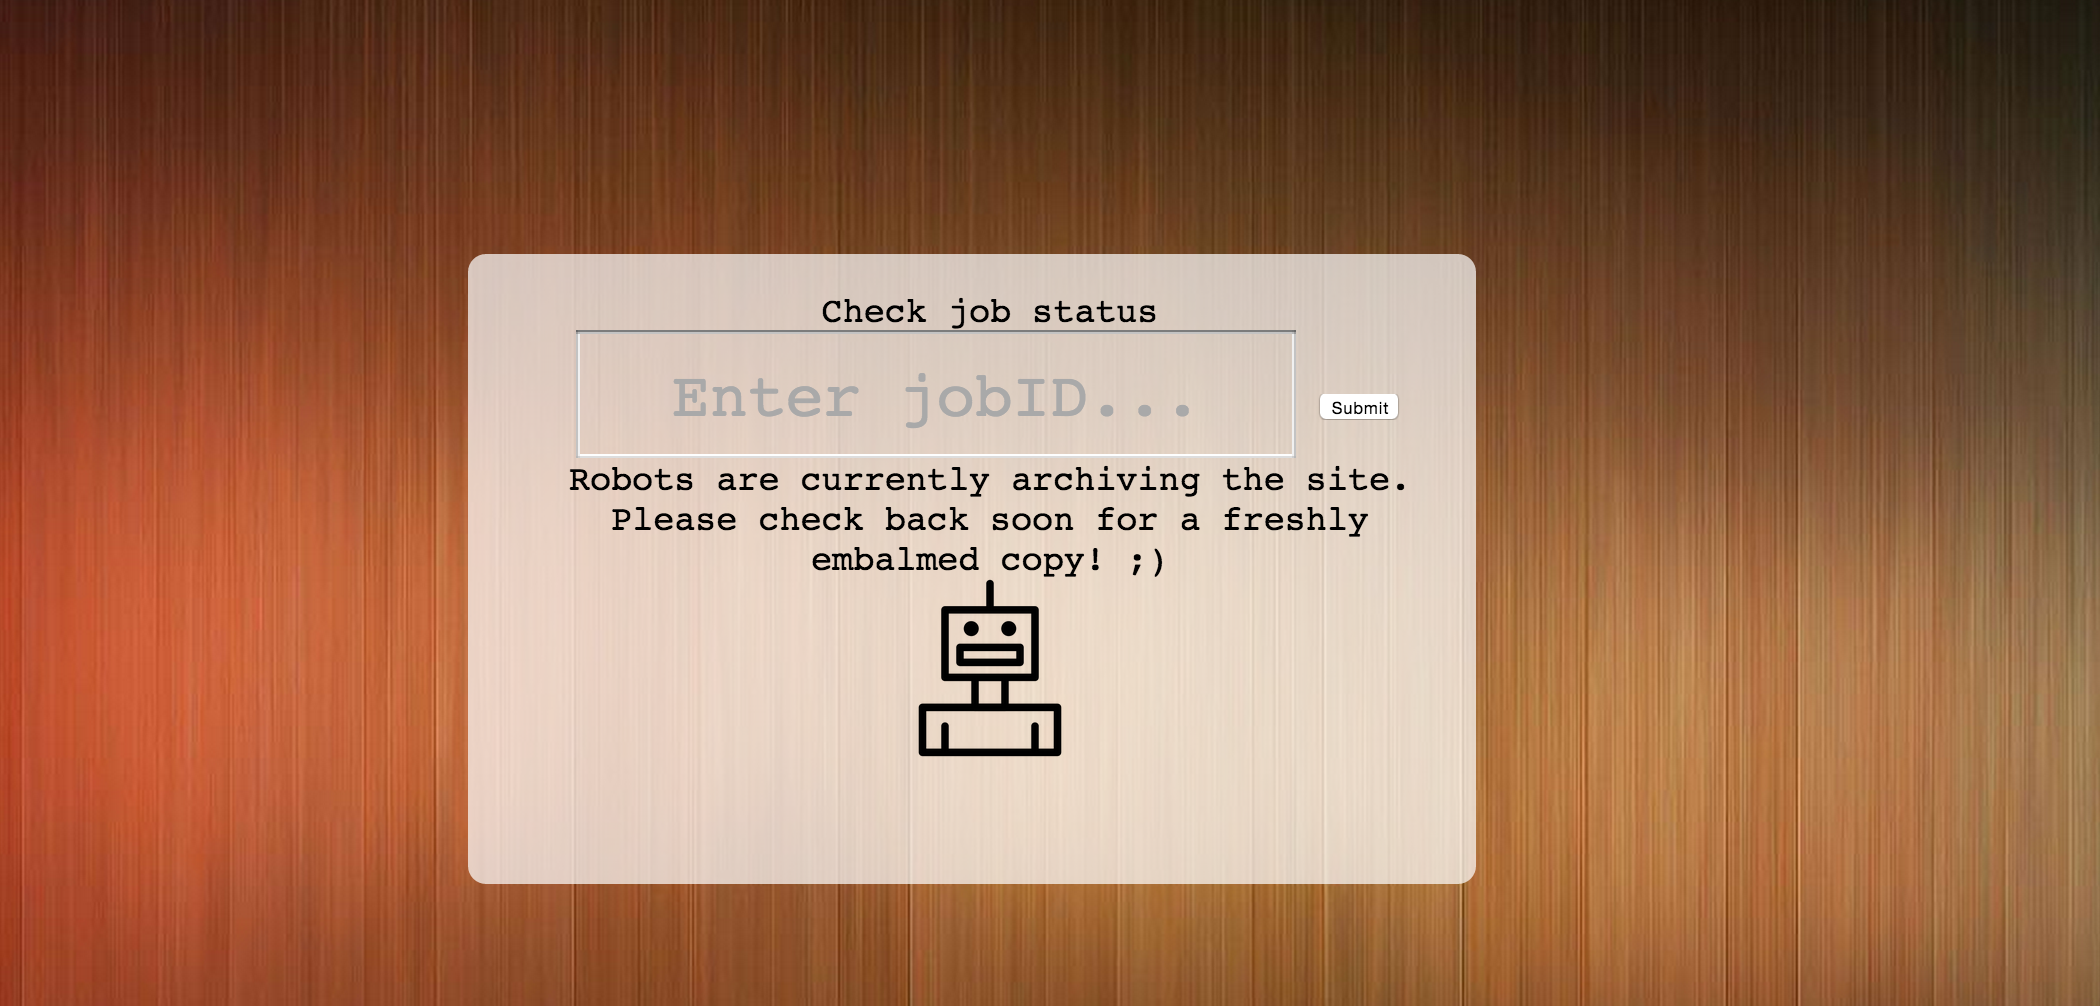 Check job status
Enter jobID...
Submit
Robots are currently archiving the site.
Please check back soon for a freshly
embalmed copy! ;)